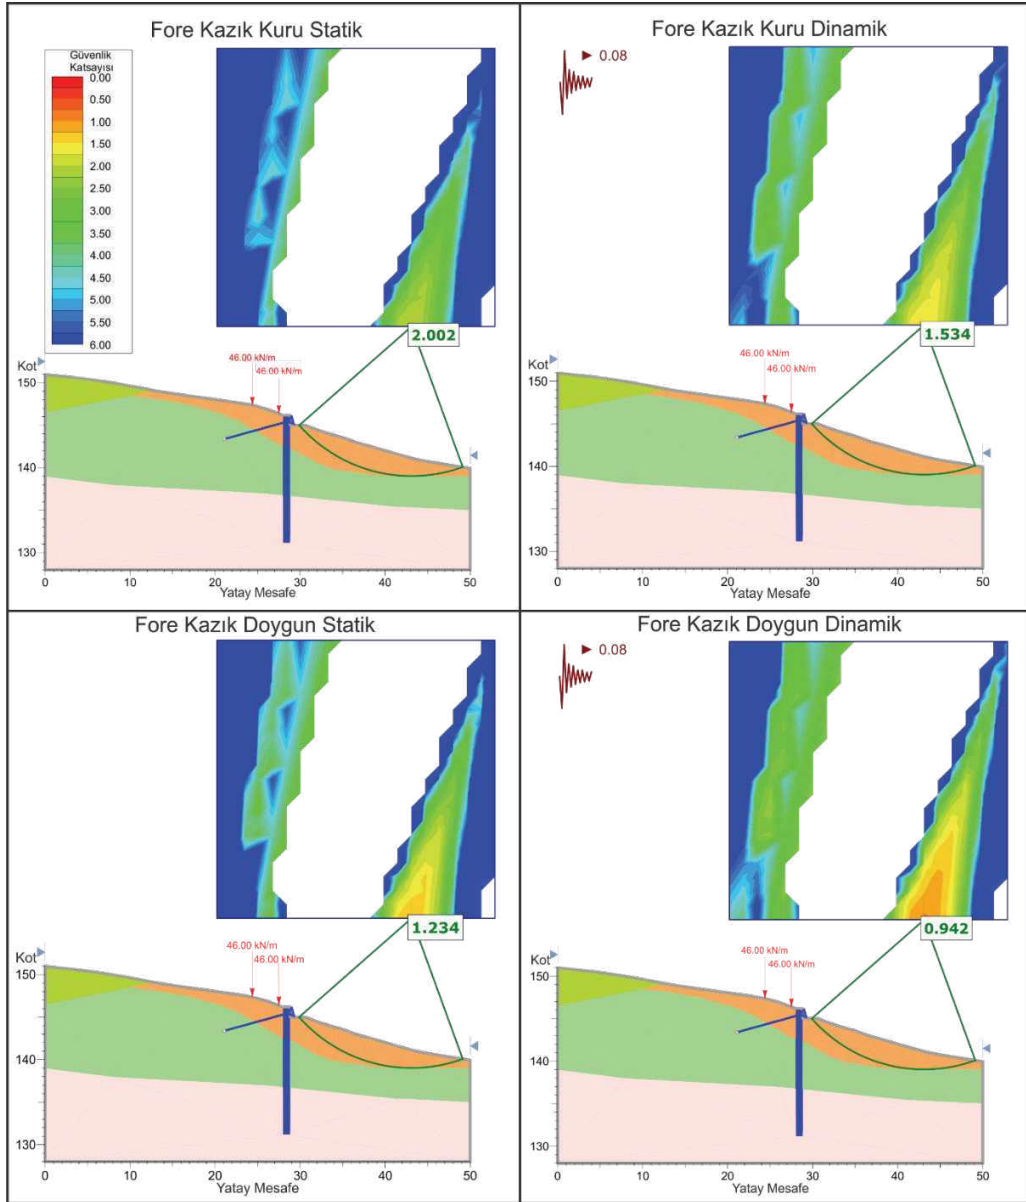 Fore Kazık Kuru Statik
Güvenlik
Katsayısı
0.00
0.50
1.00
1.50
2.00
2.50
3.00
3.50
4.00
4.50
5.00
5.50
6.00
2.002
46.00 kN/m
46.00 kN/m
Kot
150
140
130
0
10
20
30
40
50
Yatay Mesafe
Fore Kazık Kuru Dinamik
0.08
1.534
46.00 kN/m
46.00 kN/m
Kot
150
140
130
0
10
20
30
40
50
Yatay Mesafe
Fore Kazık Doygun Statik
1.234
46.00 kN/m
46.00 kN/m
Kot
150
140
130
0
10
20
30
40
50
Yatay Mesafe
Fore Kazık Doygun Dinamik
0.08
0.942
46.00 kN/m
46.00 kN/m
Kot
150
140
130
0
10
20
30
40
50
Yatay Mesafe